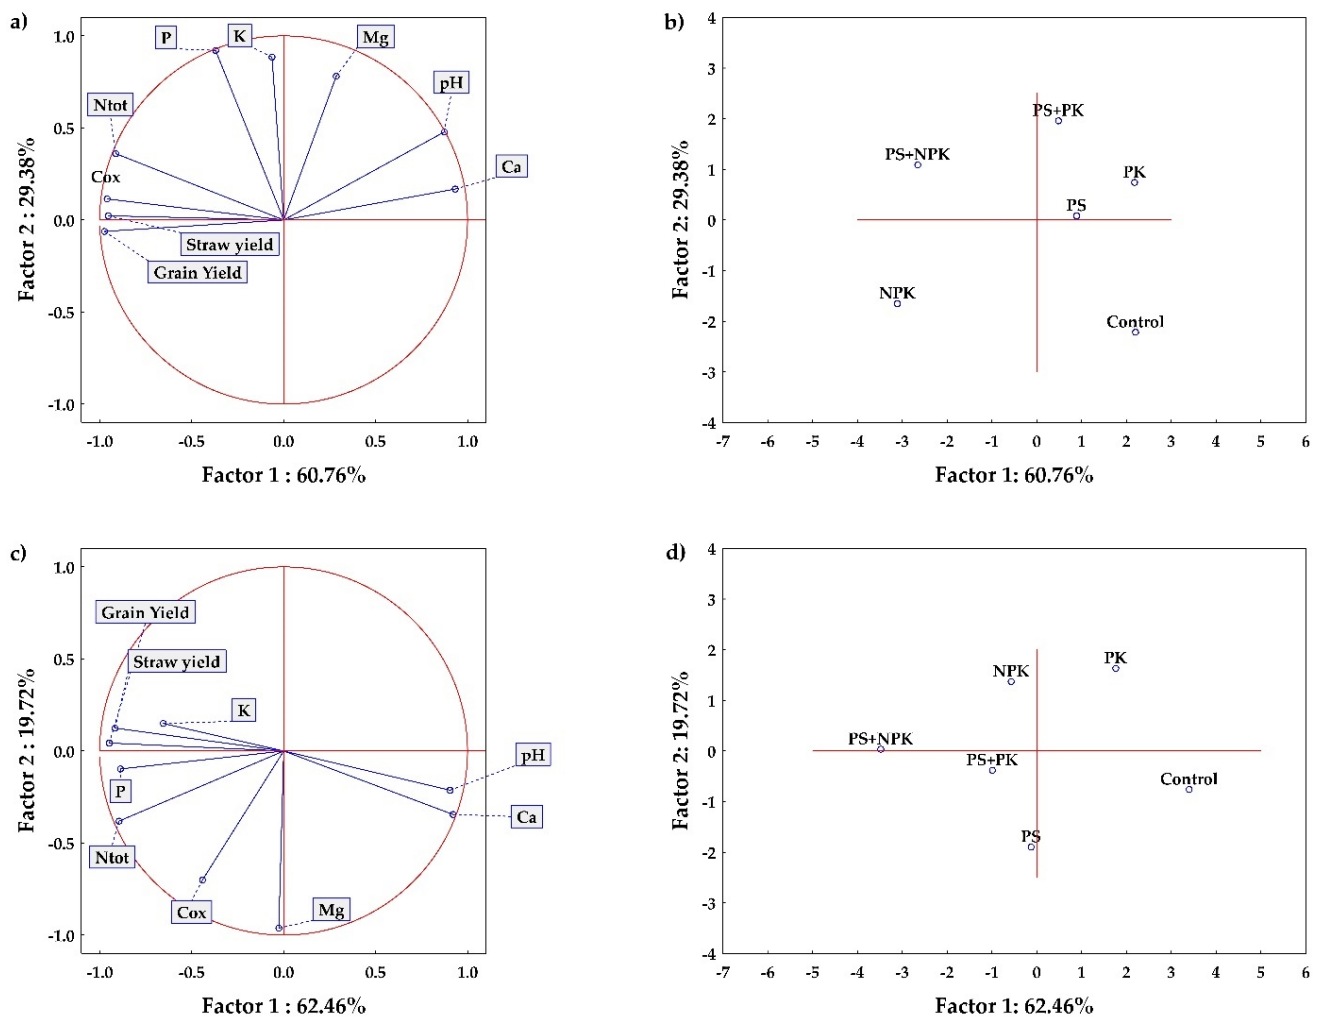 a)
1.0
0.5
0.0
-0.5
-1.0
Factor 2 : 29.38%
P
K
Mg
pH
Ntot
Ca
Cox
Straw yield
Grain Yield
-1.0 -0.5 0.0 0.5 1.0
Factor 1 : 60.76%
b)
4
3
2
1
0
-1
-2
-3
-4
Factor 2: 29.38%
PS+PK
PS+NPK
PK
PS
NPK
Control
-7 -6 -5 -4 -3 -2 -1 0 1 2 3 4 5 6
Factor 1: 60.76%
c)
1.0
0.5
0.0
-0.5
-1.0
Factor 2 : 19.72%
Grain Yield
Straw yield
K
pH
P
Ca
Ntot
Cox
Mg
-1.0 -0.5 0.0 0.5 1.0
Factor 1 : 62.46%
d)
4
3
2
1
0
-1
-2
-3
-4
Factor 2: 19.72%
NPK
PK
PS+NPK
PS+PK
Control
PS
-7 -6 -5 -4 -3 -2 -1 0 1 2 3 4 5 6
Factor 1: 62.46%